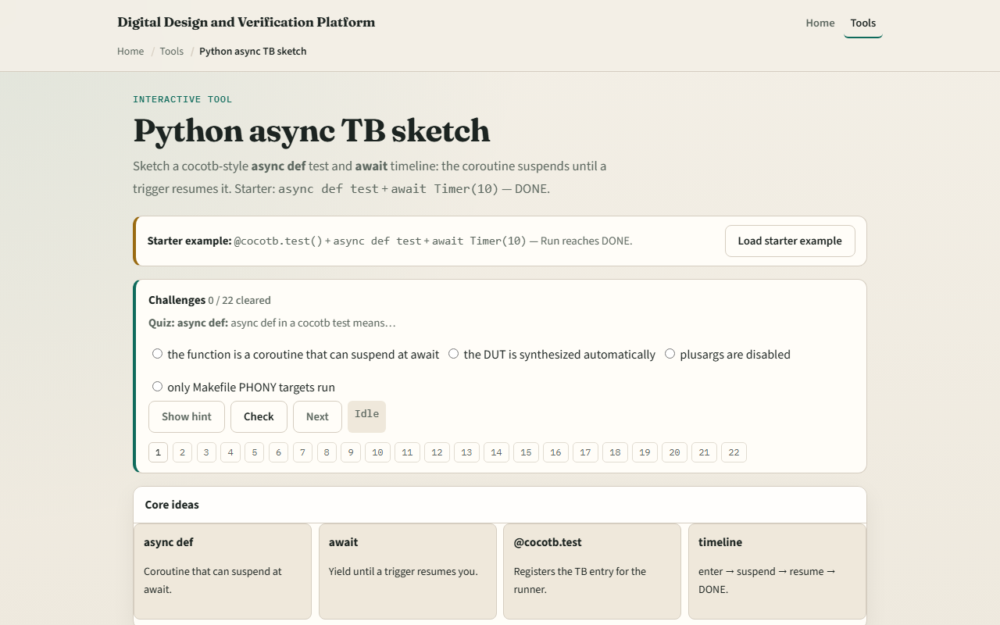 Digital Design and Verification Platform
Home
Tools
Home / Tools / Python async TB sketch
INTERACTIVE TOOL
Python async TB sketch
Sketch a cocotb-style async def test and await timeline: the coroutine suspends until a
trigger resumes it. Starter: async def test + await Timer(10) — DONE.
Starter example: @cocotb.test() + async def test + await Timer(10) — Run reaches DONE.
Load starter example
Challenges 0 / 22 cleared
Quiz: async def: async def in a cocotb test means…
the function is a coroutine that can suspend at await
the DUT is synthesized automatically
plusargs are disabled
only Makefile PHONY targets run
Show hint
Check
Next
Idle
1 2 3 4 5 6 7 8 9 10 11 12 13 14 15 16 17 18 19 20 21 22
Core ideas
async def
Coroutine that can suspend at
await.
await
Yield until a trigger resumes you.
@cocotb.test
Registers the TB entry for the
runner.
timeline
enter → suspend → resume →
DONE.